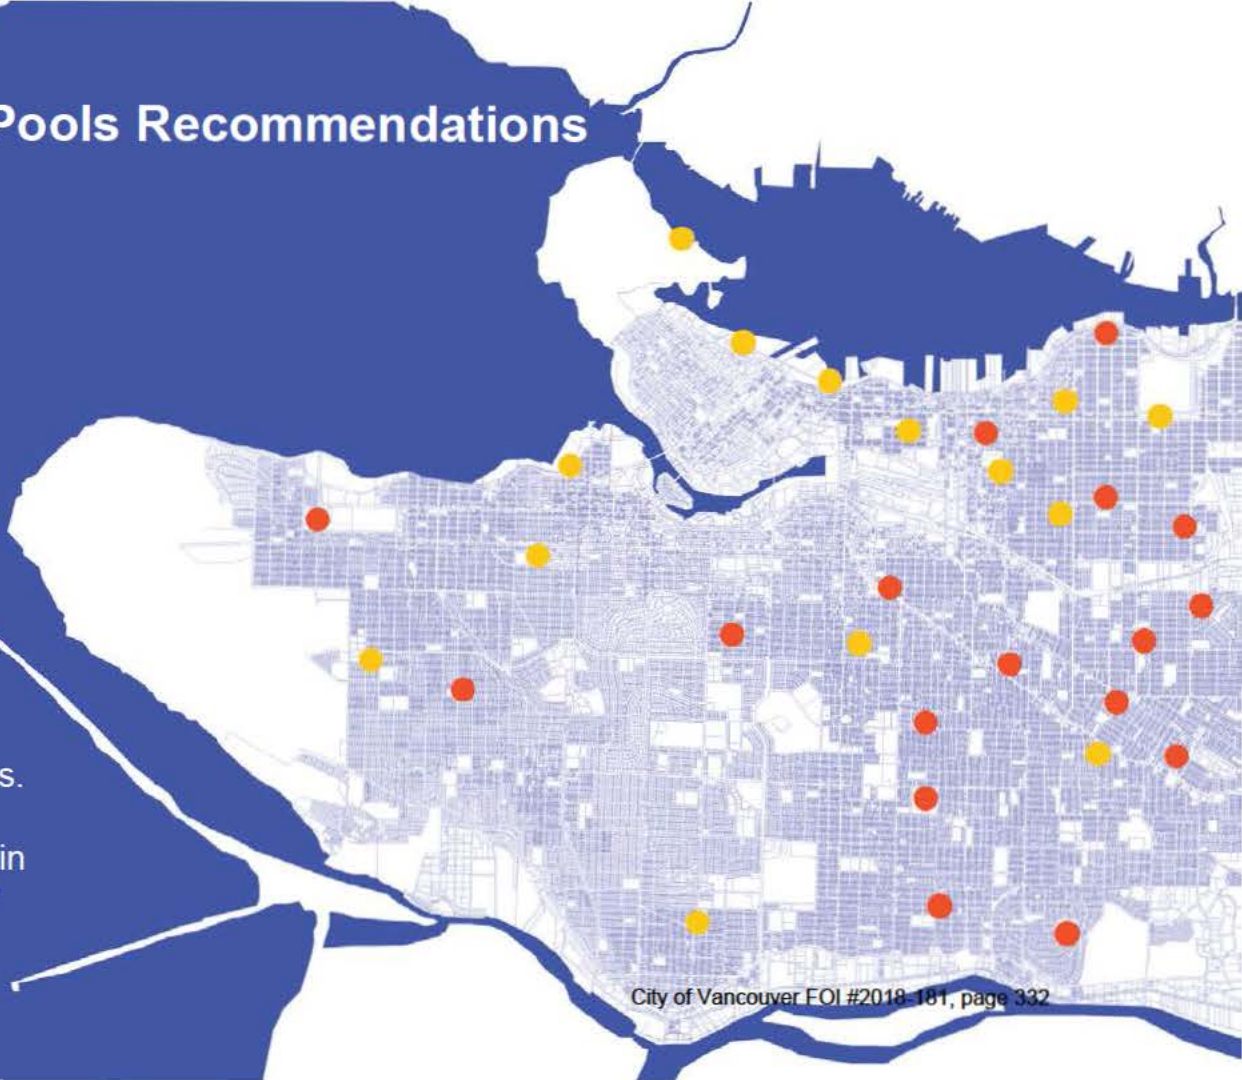 Pools Recommendations
s.
in
City of Vancouver FOI #2018-181, page 332